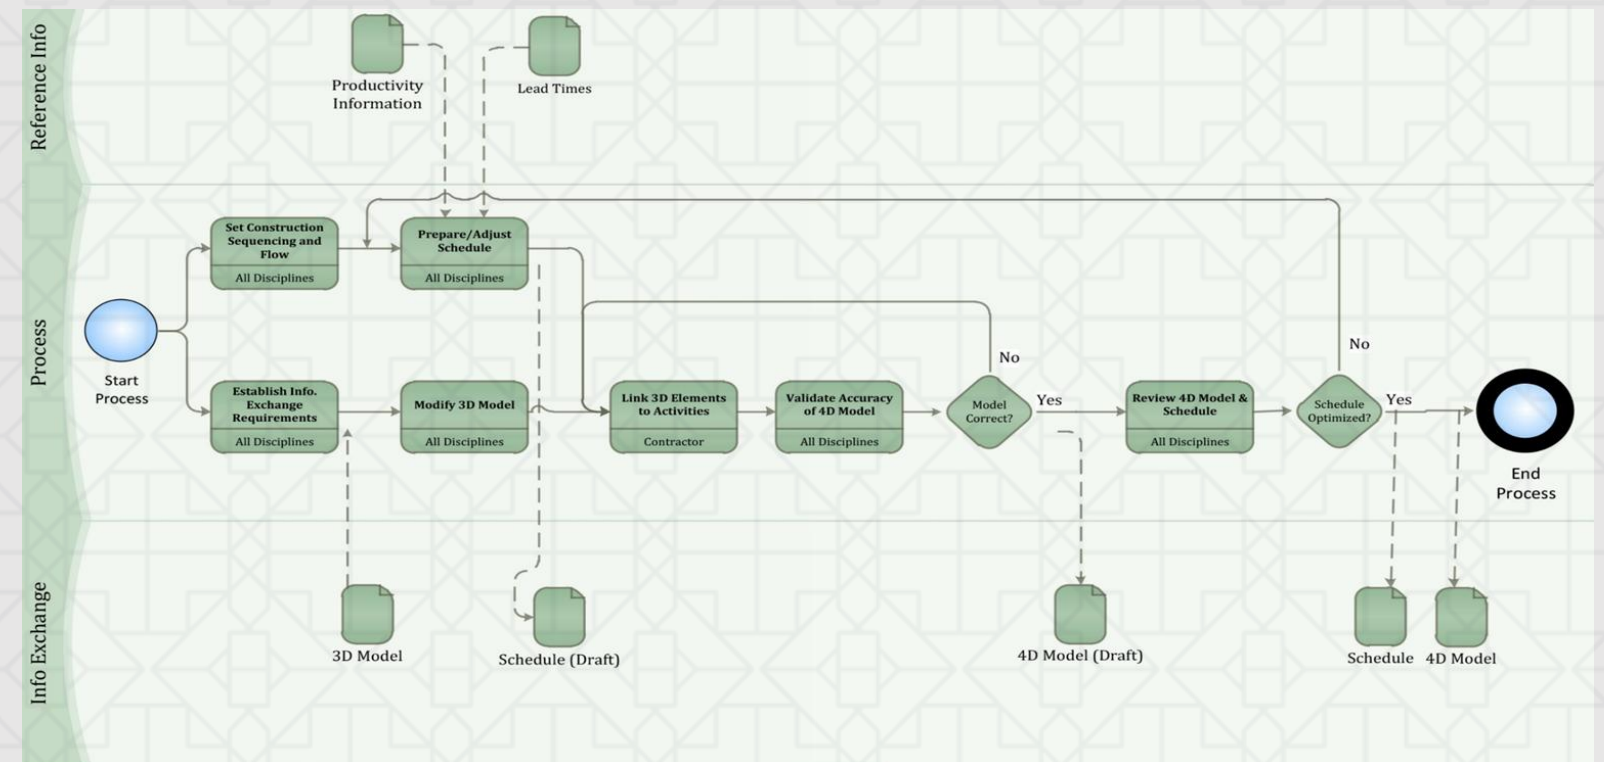 Reference Info
Productivity
Information
Lead Times
Process
Start
Process
Set Construction
Sequencing and
Flow
All Disciplines
Prepare/Adjust
Schedule
All Disciplines
Establish Info.
Exchange
Requirements
All Disciplines
Modify 3D Model
All Disciplines
Link 3D Elements
to Activities
Contractor
Validate Accuracy
of 4D Model
All Disciplines
Model
Correct?
No
Yes
Review 4D Model &
Schedule
All Disciplines
Schedule
Optimized?
No
Yes
End
Process
Info Exchange
3D Model
Schedule (Draft)
4D Model (Draft)
Schedule
4D Model